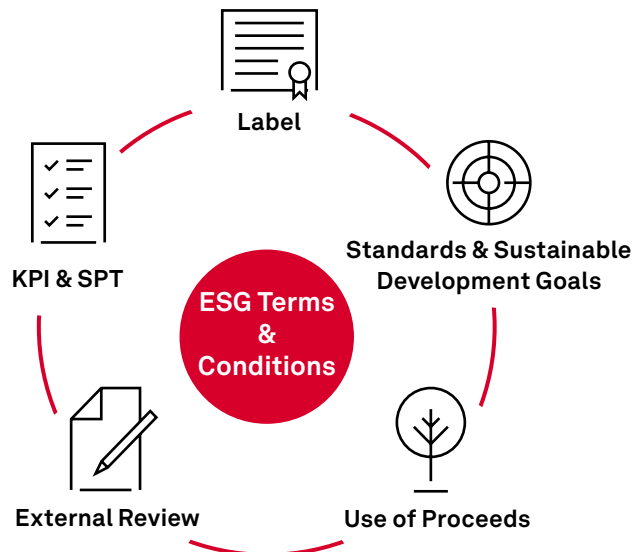 Label
Standards & Sustainable
Development Goals
KPI & SPT
ESG Terms
&
Conditions
External Review
Use of Proceeds